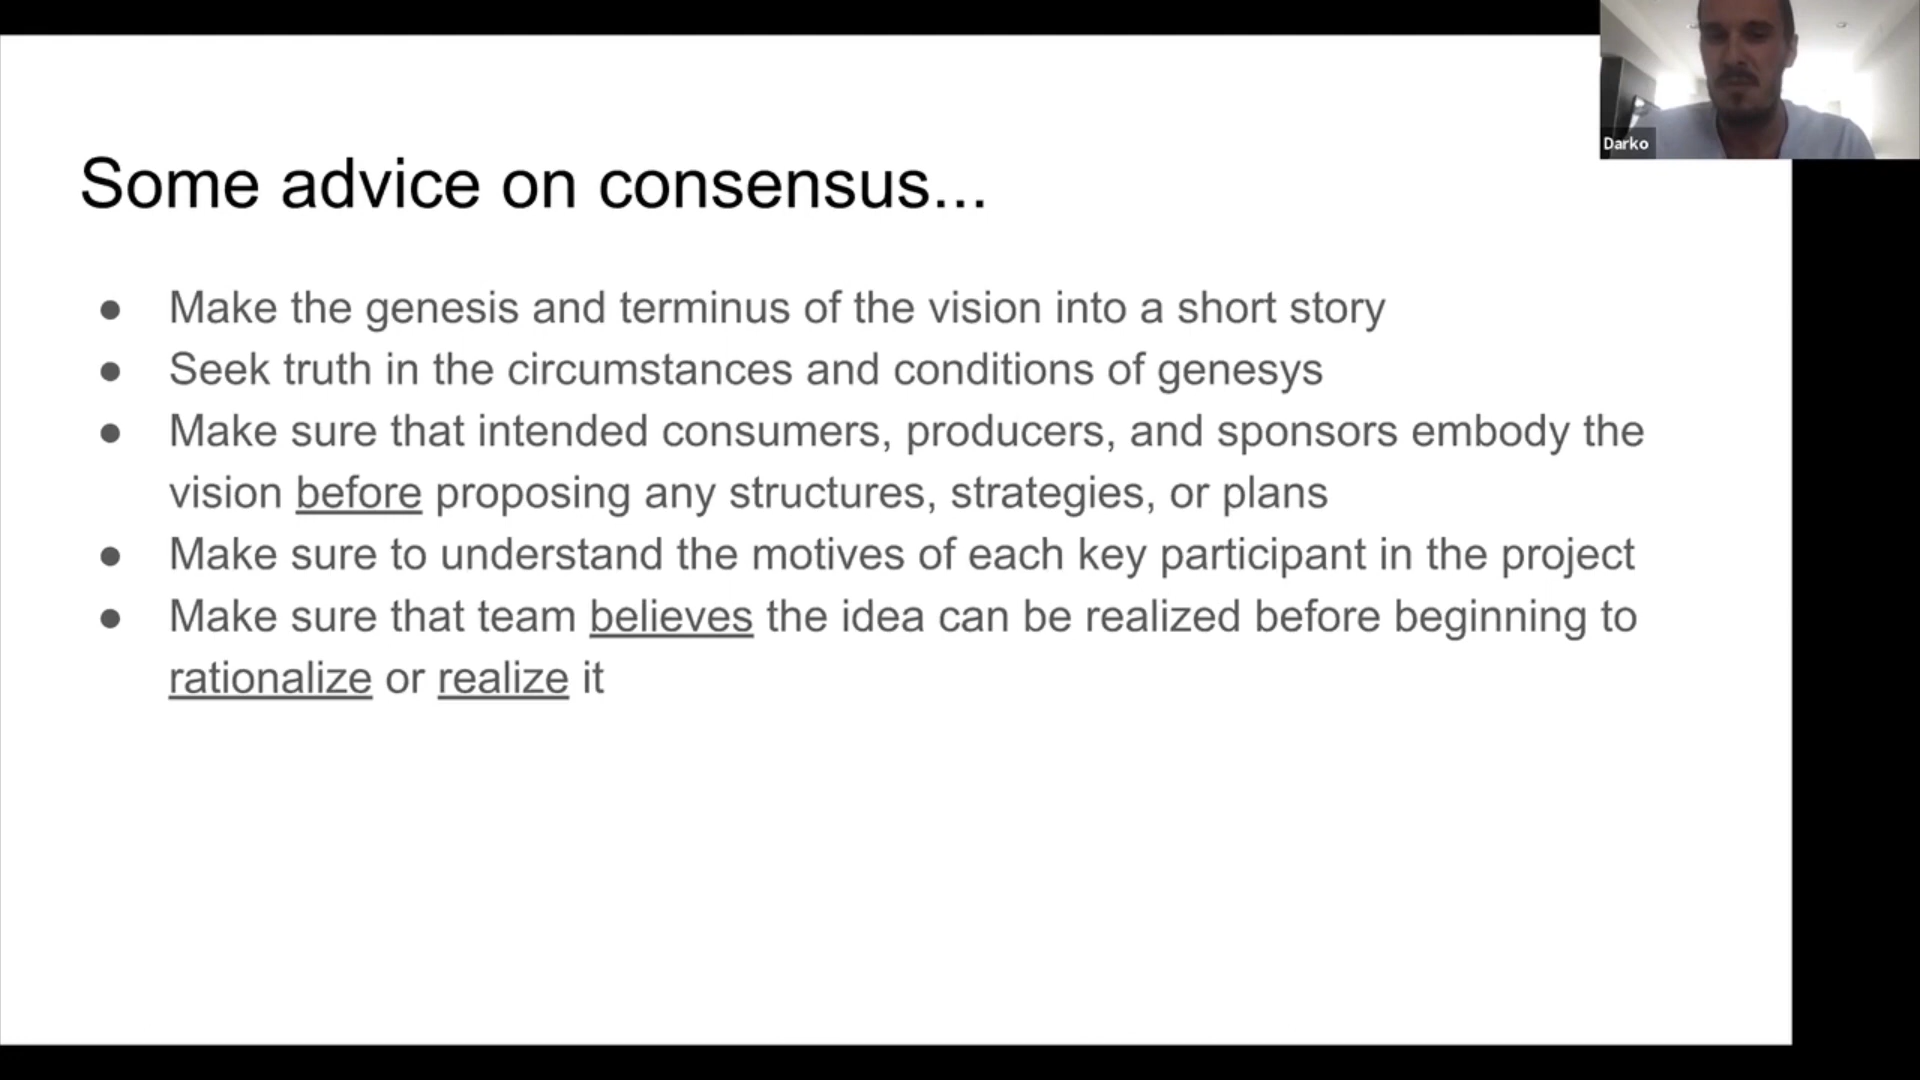 Darko
Some advice on consensus...
● Make the genesis and terminus of the vision into a short story
● Seek truth in the circumstances and conditions of genesys
● Make sure that intended consumers, producers, and sponsors embody the
vision before proposing any structures, strategies, or plans
● Make sure to understand the motives of each key participant in the project
● Make sure that team believes the idea can be realized before beginning to
rationalize or realize it